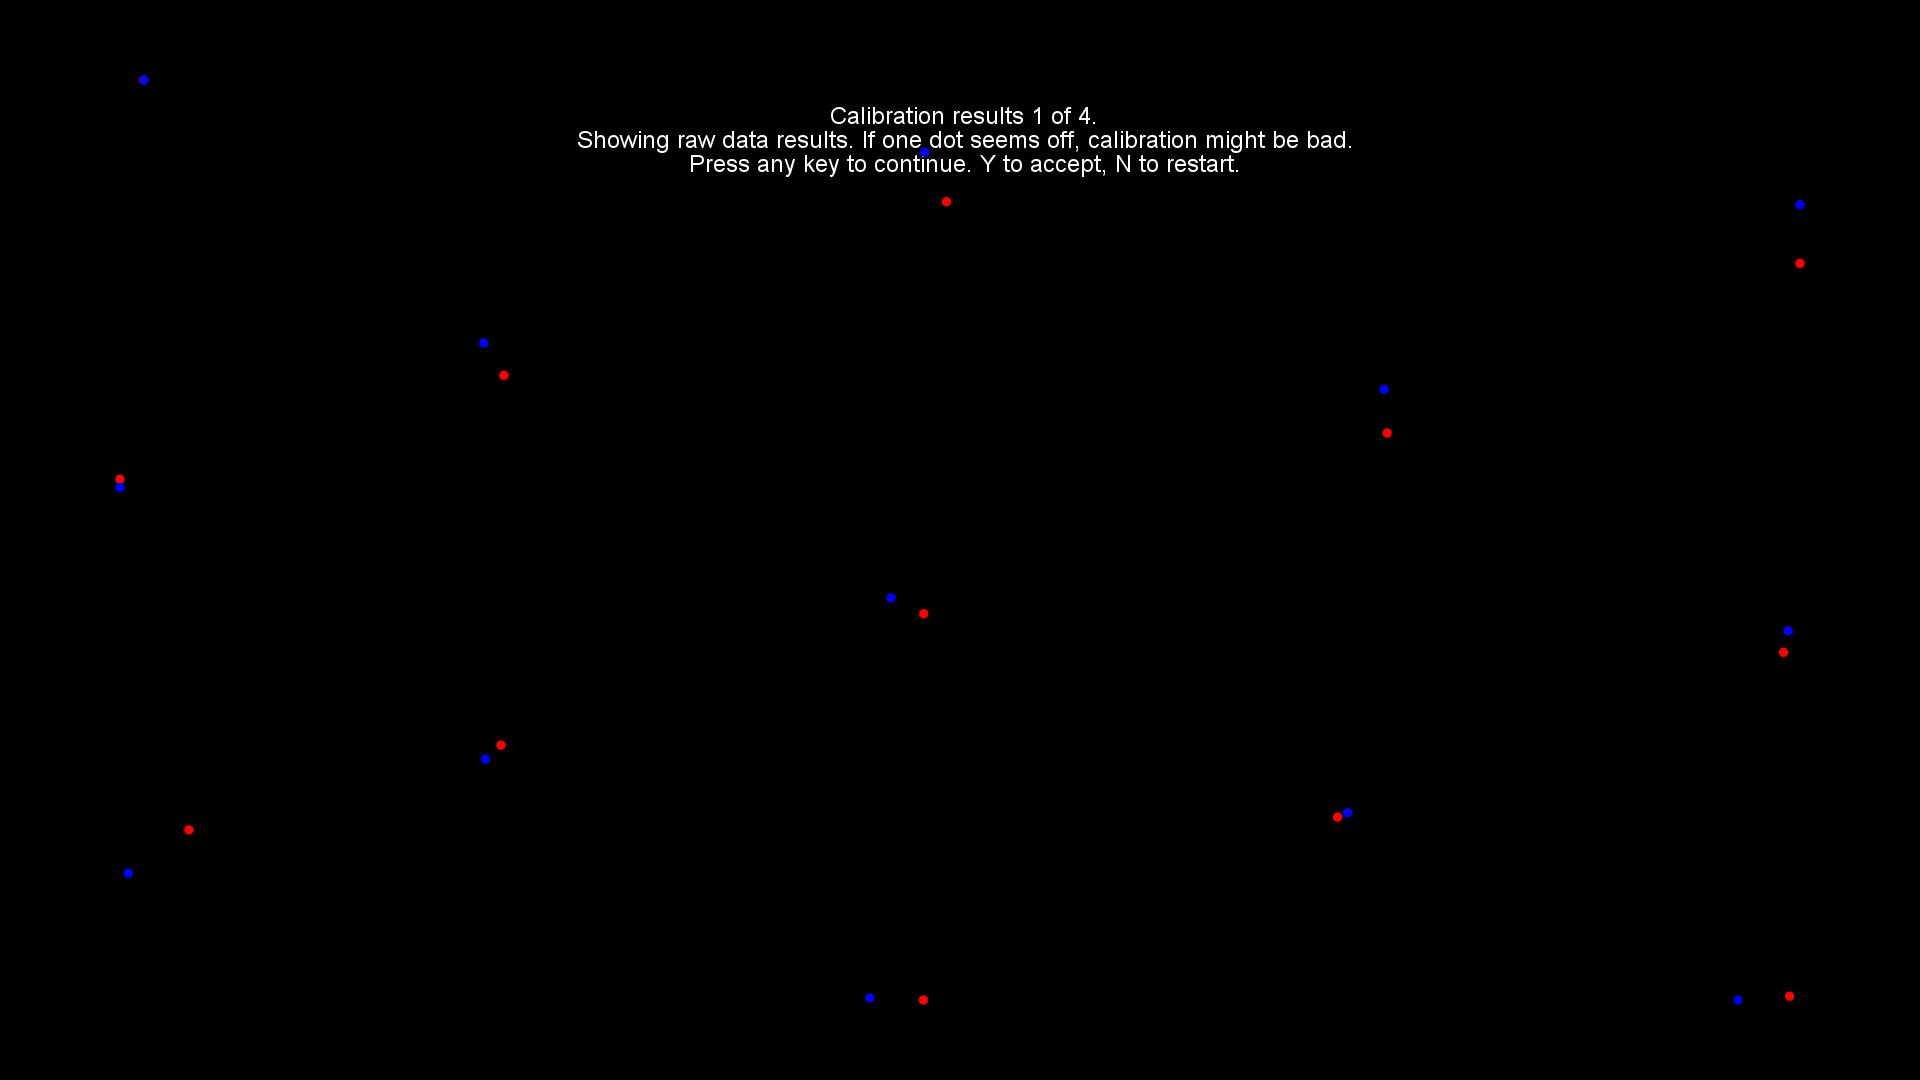 Calibration results 1 of 4.
Showing raw data results. If one dot seems off, calibration might be bad.
Press any key to continue. Y to accept, N to restart.